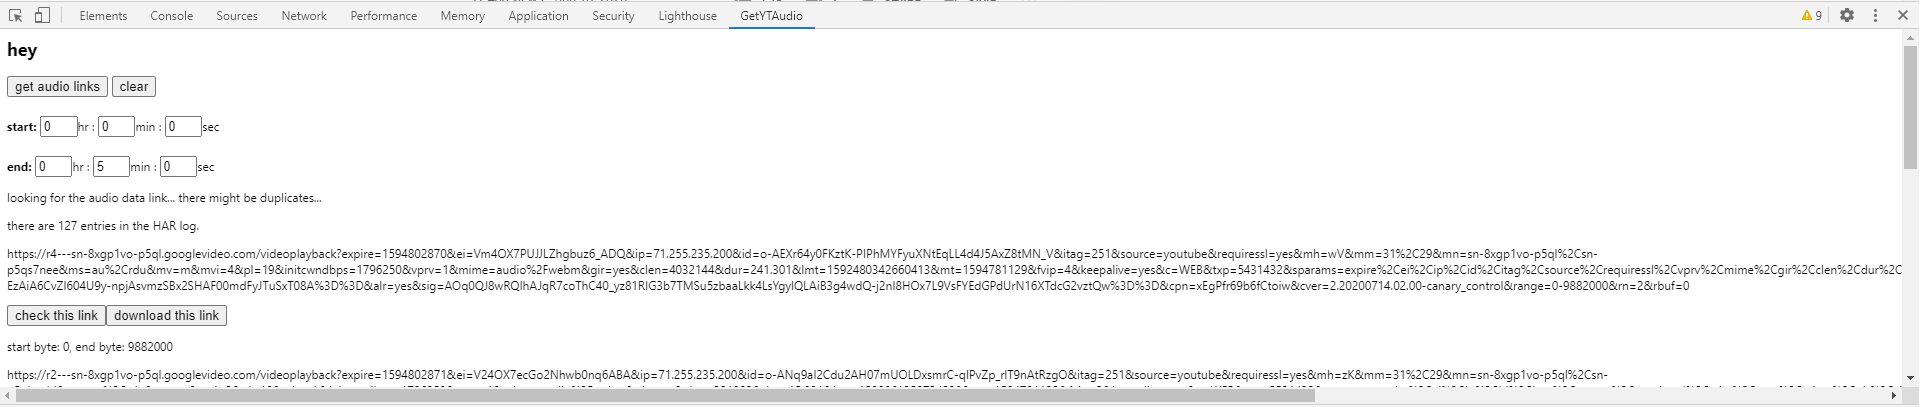 Elements Console Sources Network Performance Memory Application Security Lighthouse GetYTAudio 9
hey
get audio links clear
start: 0 hr : 0 min : 0 sec
end: 0 hr : 5 min : 0 sec
looking for the audio data link... there might be duplicates...
there are 127 entries in the HAR log.
https://r4---sn-8xgp1vo-p5ql.googlevideo.com/videoplayback?expire=1594802870&ei=Vm4OX7PUJJLZhgbuz6_ADQ&ip=71.255.235.200&id=o-AEXr64y0FKztK-PIPhMYFyuXNtEqLL4d4J5AxZ8tMN_V&itag=251&source=youtube&requiressl=yes&mh=wV&mm=31%2C29&mn=sn-8xgp1vo-p5ql%2Csn-
p5qs7nee&ms=au%2Crdu&mv=m&mvi=4&pl=19&initcwndbps=1796250&vprv=1&mime=audio%2Fwebm&gir=yes&clen=4032144&dur=241.301&lmt=1592480342660413&mt=1594781129&fvip=4&keepalive=yes&c=WEB&txp=5431432&sparams=expire%2Cei%2Cip%2Cid%2Citag%2Csource%2Crequiressl%2Cvprv%2Cmime%2Cgir%2Cclen%2Cdur%2C
EzAiA6CvZl604U9y-npjAsvmzSBx2SHAF00mdFyJTuSxT08A%3D%3D&alr=yes&sig=AOq0QJ8wRQIhAJqR7coThC40_yz81RIG3b7TMSu5zbaaLkk4LsYgylQLAiB3g4wdQ-j2nI8HOx7L9VsFYEdGPdUrN16XTdcG2vztQw%3D%3D&cpn=xEgPfr69b6fCtoiw&cver=2.20200714.02.00-canary_control&range=0-9882000&rn=2&rbuf=0
check this link download this link
start byte: 0, end byte: 9882000
https://r2---sn-8xgp1vo-p5ql.googlevideo.com/videoplayback?expire=1594802871&ei=V24OX7ecGo2Nhwb0nq6ABA&ip=71.255.235.200&id=o-ANq9aI2Cdu2AH07mUOLDxsmrC-qIPvZp_rIT9nAtRzgO&itag=251&source=youtube&requiressl=yes&mh=zK&mm=31%2C29&mn=sn-8xgp1vo-p5ql%2Csn-